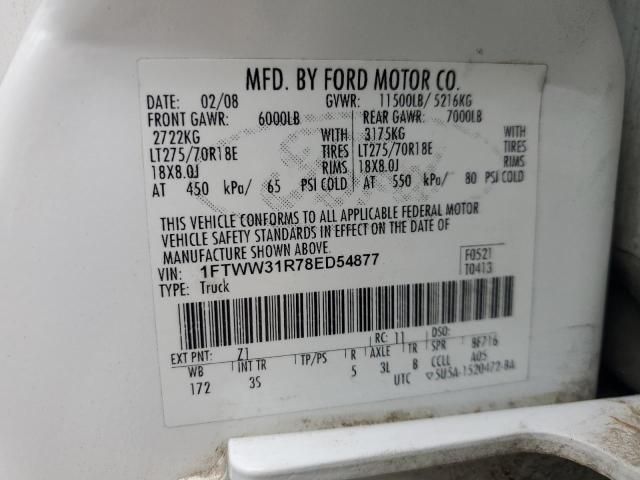 MFD. BY FORD MOTOR CO.
DATE: 02/08 GVWR: 11500LB/ 5216KG
FRONT GAWR: 6000LB REAR GAWR: 7000LB
2722KG WITH 3175KG WITH
LT275/70R18E TIRES LT275/70R18E TIRES
18X8.0J RIMS 18X8.0J RIMS
AT 450 kPa/ 65 PSI COLD AT 550 kPa/ 80 PSI COLD
THIS VEHICLE CONFORMS TO ALL APPLICABLE FEDERAL MOTOR
VEHICLE SAFETY STANDARDS IN EFFECT ON THE DATE OF
MANUFACTURE SHOWN ABOVE.
VIN: 1FTWW31R78ED54877 F0521
TYPE: Truck T0413
EXT PNT: Z1 RC: 11 DSO:
WB INT TR TP/PS R AXLE TR SPR 8F716
172 3S 5 3L B CCLL A05
UTC ▽5U5A-1520472-BA